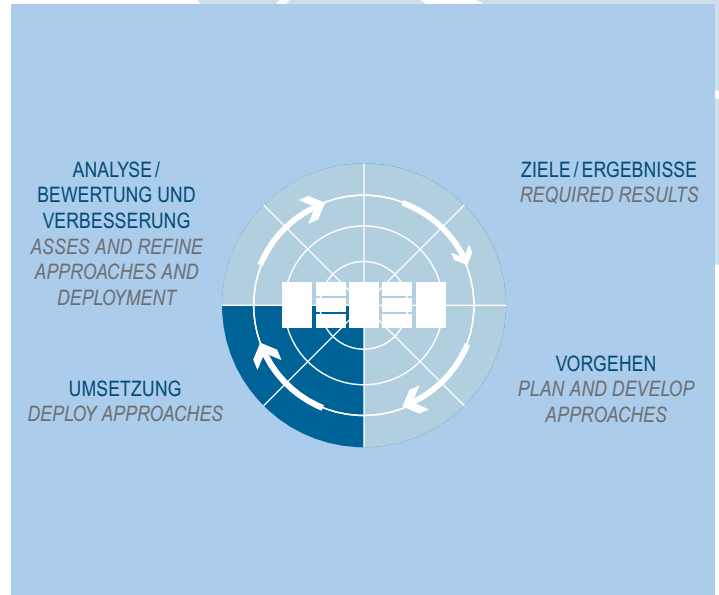 ANALYSE/
BEWERTUNG UND
VERBESSERUNG
ASSES AND REFINE
APPROACHES AND
DEPLOYMENT
ZIELE/ERGEBNISSE
REQUIRED RESULTS
UMSETZUNG
DEPLOY APPROACHES
VORGEHEN
PLAN AND DEVELOP
APPROACHES